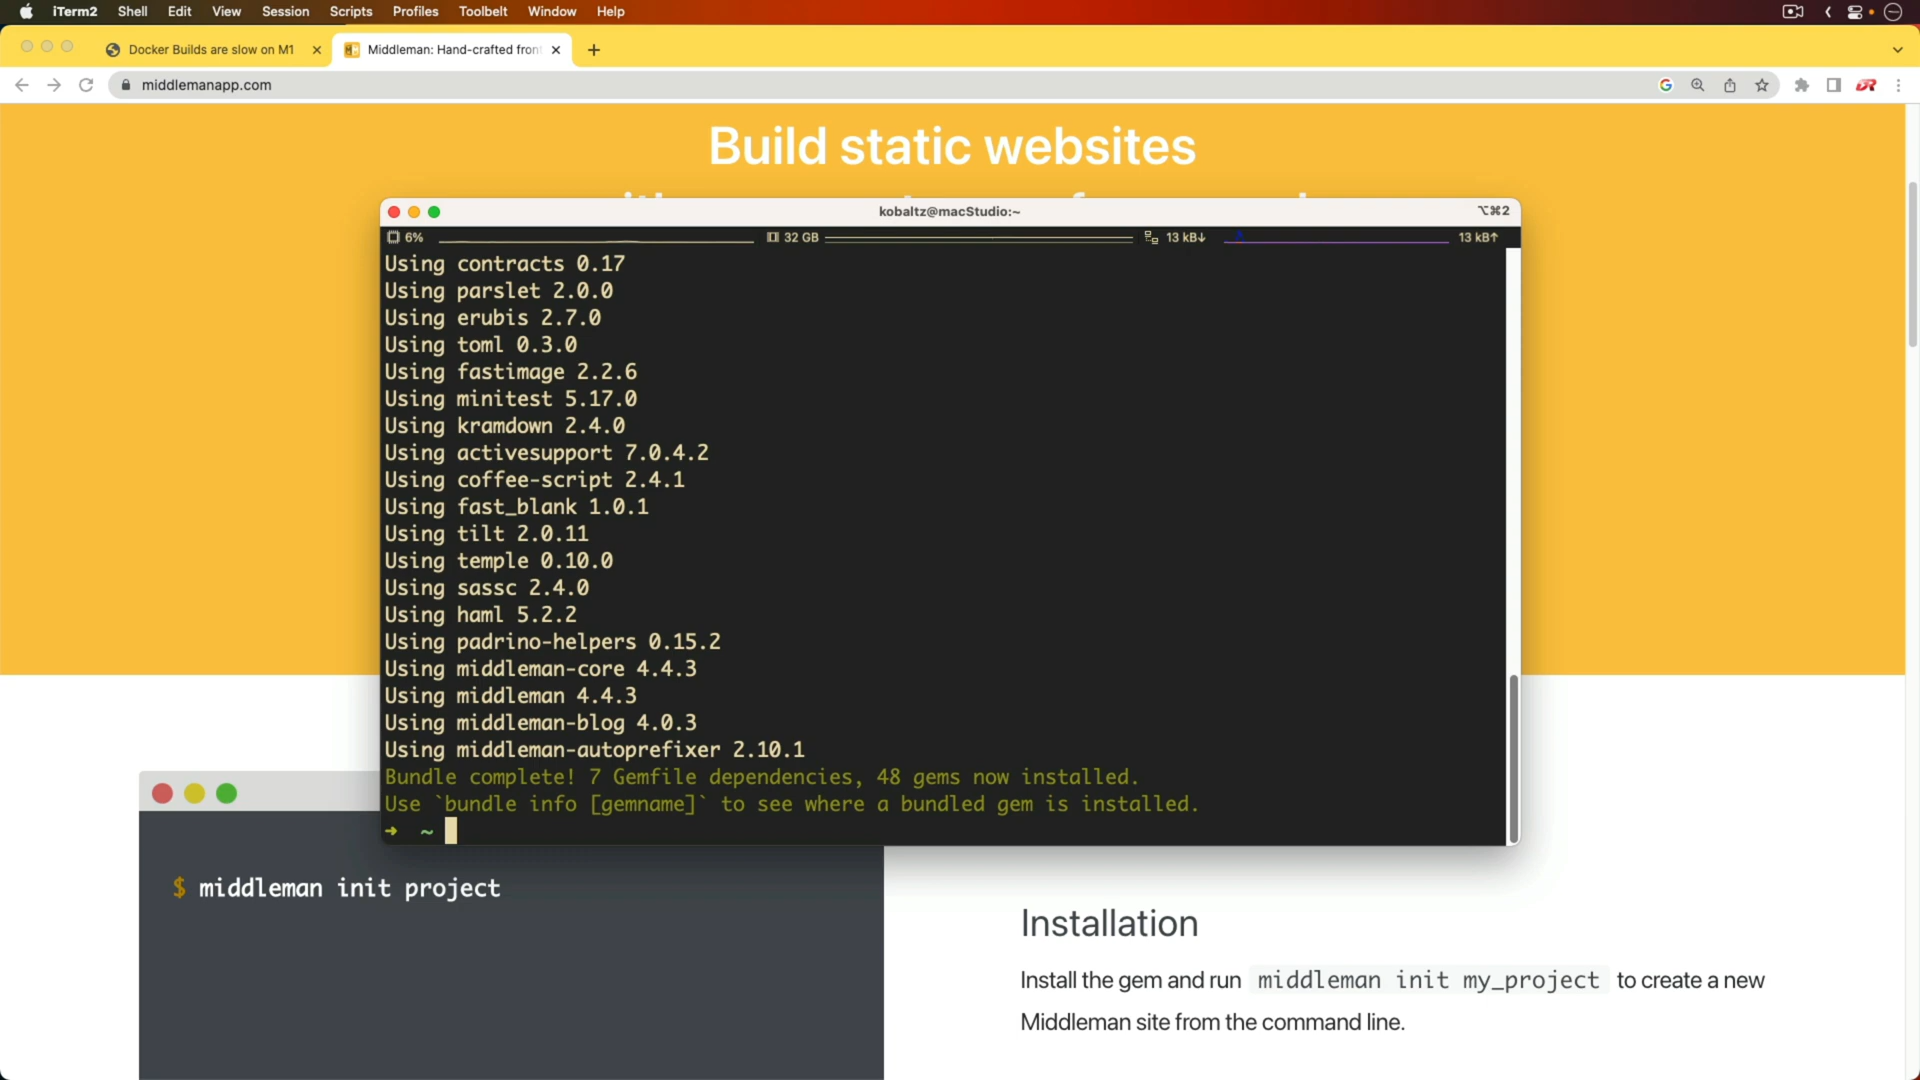 iTerm2 Shell Edit View Session Scripts Profiles Toolbelt Window Help
Docker Builds are slow on M1
Middleman: Hand-crafted fron
middlemanapp.com
Build static websites
kobaltz@macStudio:~
⌥⌘2
6% 32 GB 13 kB↓ 13 kB↑
Using contracts 0.17
Using parslet 2.0.0
Using erubis 2.7.0
Using toml 0.3.0
Using fastimage 2.2.6
Using minitest 5.17.0
Using kramdown 2.4.0
Using activesupport 7.0.4.2
Using coffee-script 2.4.1
Using fast_blank 1.0.1
Using tilt 2.0.11
Using temple 0.10.0
Using sassc 2.4.0
Using haml 5.2.2
Using padrino-helpers 0.15.2
Using middleman-core 4.4.3
Using middleman 4.4.3
Using middleman-blog 4.0.3
Using middleman-autoprefixer 2.10.1
Bundle complete! 7 Gemfile dependencies, 48 gems now installed.
Use `bundle info [gemname]` to see where a bundled gem is installed.
➜ ~
$ middleman init project
Installation
Install the gem and run middleman init my_project to create a new
Middleman site from the command line.